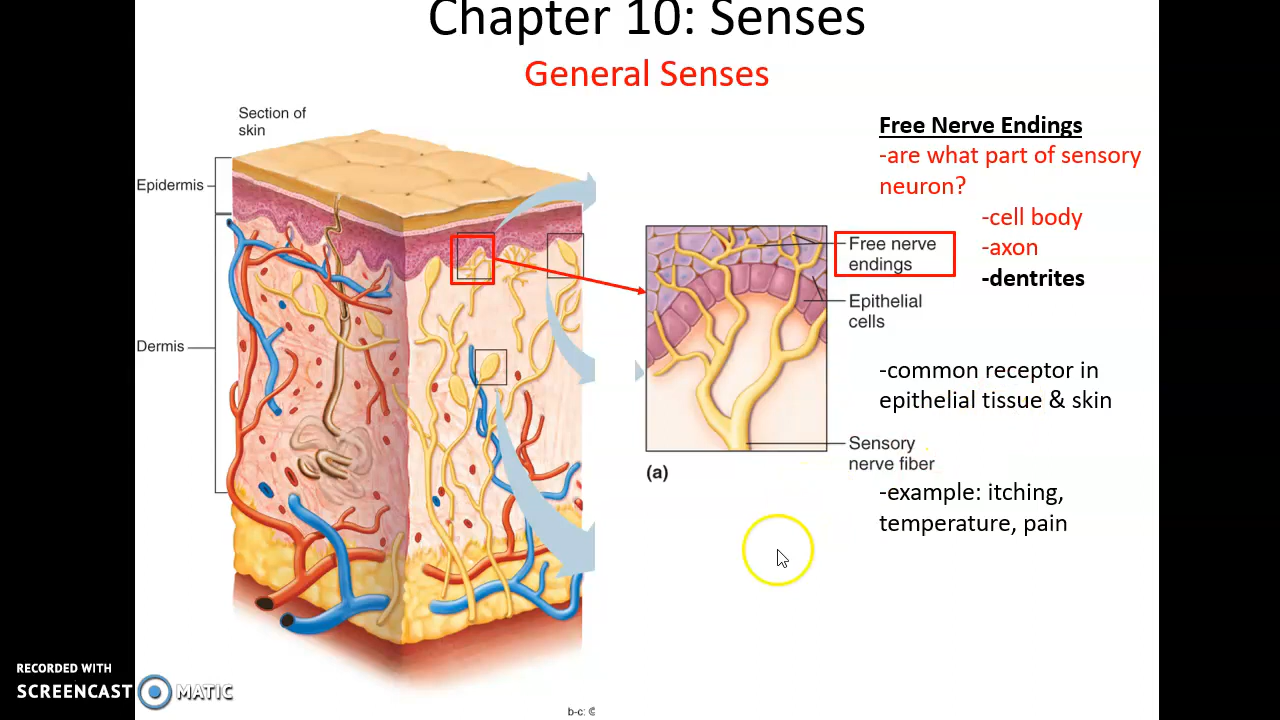 Chapter 10: Senses
General Senses
Section of
skin
Epidermis
Dermis
Free Nerve Endings
-are what part of sensory
neuron?
-cell body
-axon
-dentrites
Free nerve
endings
Epithelial
cells
-common receptor in
epithelial tissue & skin
Sensory
nerve fiber
(a)
-example: itching,
temperature, pain
RECORDED WITH
SCREENCAST MATIC
b-c: ©